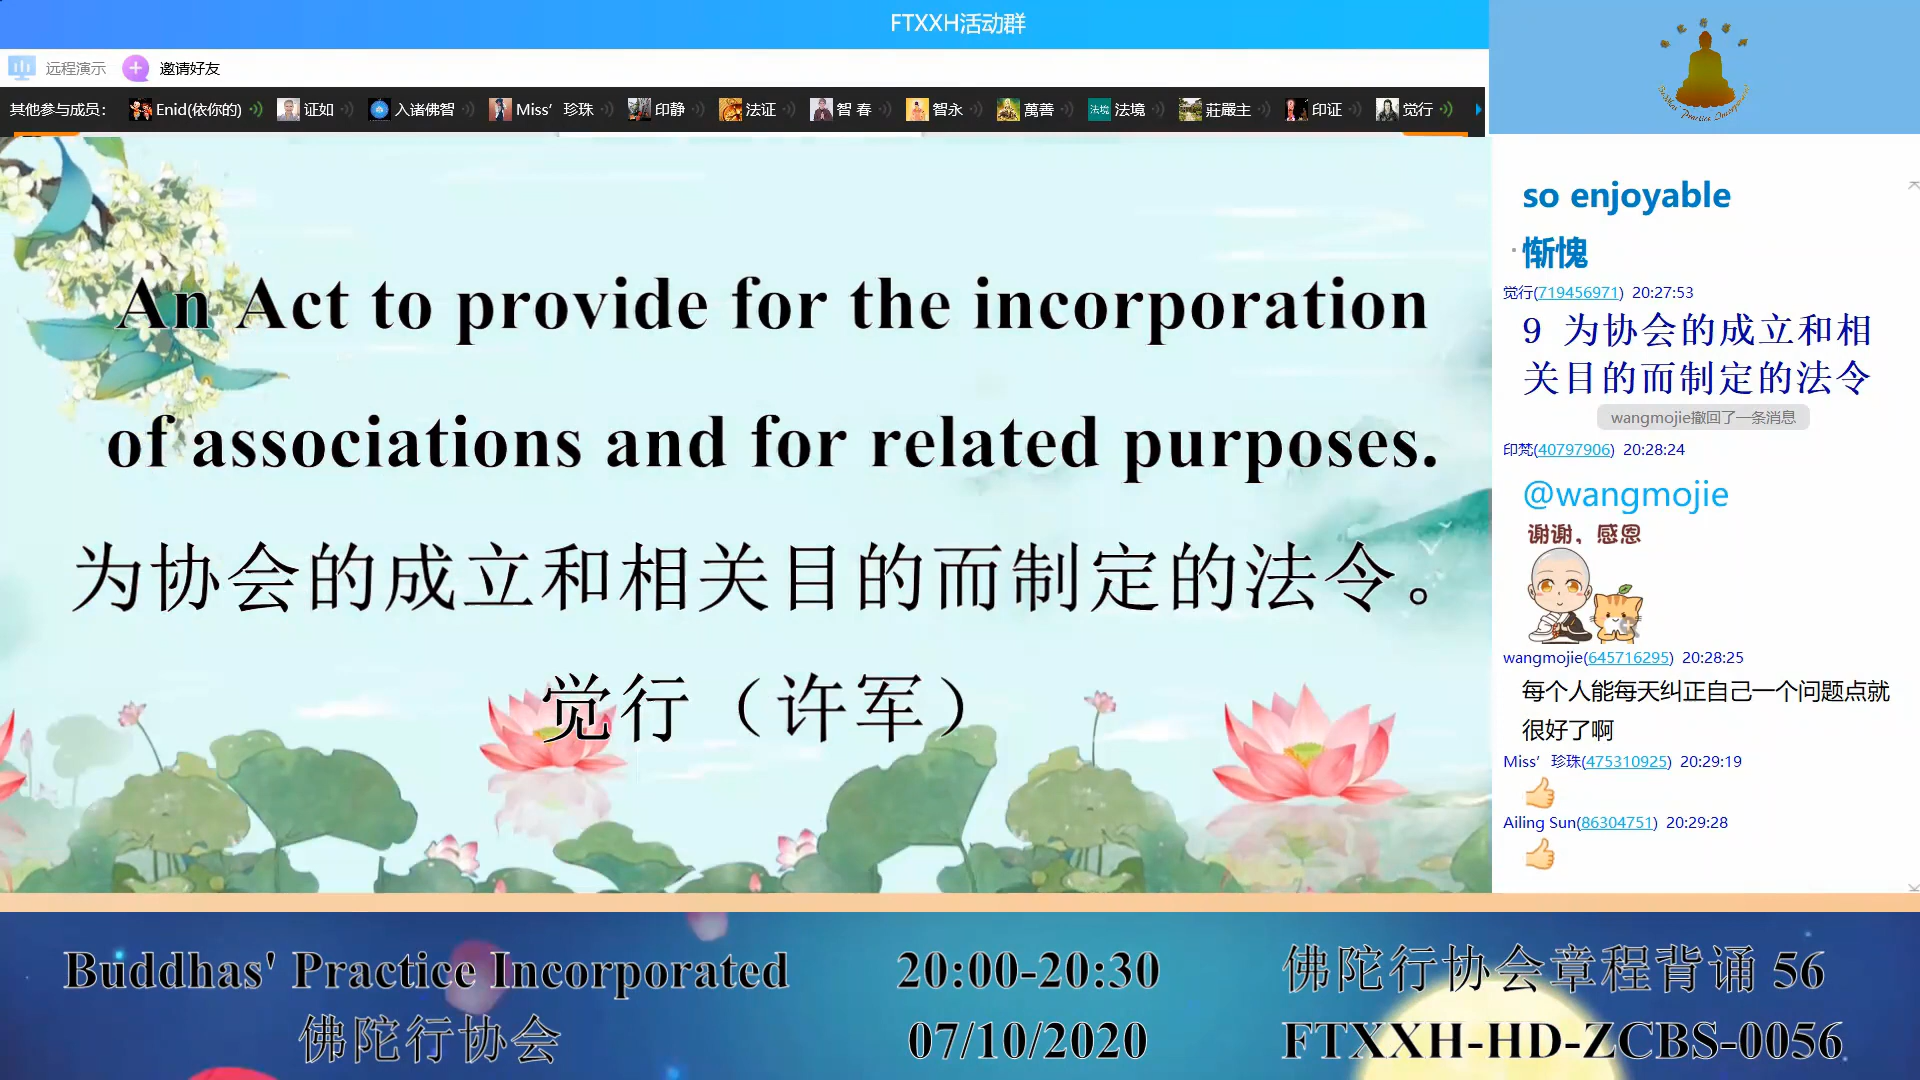 FTXXH活动群
远程演示 邀请好友
其他参与成员： Enid(依你的) 证如 入诸佛智 Miss’ 珍珠 印静 法证 智 春 智永 萬善 法境 法境 莊嚴主 印证 觉行
Buddhas' Practice Incorporated
An Act to provide for the incorporation
of associations and for related purposes.
为协会的成立和相关目的而制定的法令。
觉行（许军）
so enjoyable
惭愧
觉行(719456971) 20:27:53
9 为协会的成立和相
关目的而制定的法令
wangmojie撤回了一条消息
印梵(40797906) 20:28:24
@wangmojie
谢谢，感恩
wangmojie(645716295) 20:28:25
每个人能每天纠正自己一个问题点就
很好了啊
Miss’ 珍珠(475310925) 20:29:19
Ailing Sun(86304751) 20:29:28
Buddhas' Practice Incorporated
佛陀行协会
20:00-20:30
07/10/2020
佛陀行协会章程背诵 56
FTXXH-HD-ZCBS-0056